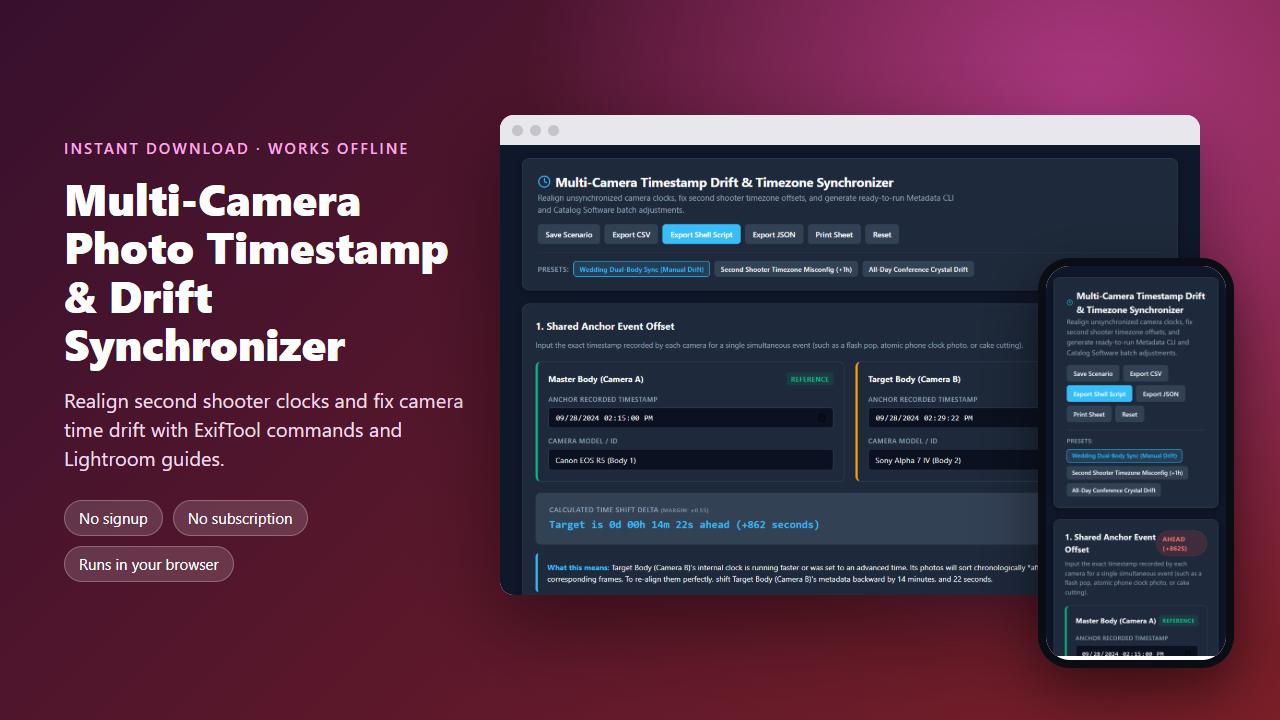 INSTANT DOWNLOAD · WORKS OFFLINE
Multi-Camera
Photo Timestamp
& Drift
Synchronizer
Realign second shooter clocks and fix camera
time drift with ExifTool commands and
Lightroom guides.
No signup
No subscription
Runs in your browser
Multi-Camera Timestamp Drift & Timezone Synchronizer
Realign unsynchronized camera clocks, fix second shooter timezone offsets, and generate ready-to-run Metadata CLI
and Catalog Software batch adjustments.
Save Scenario
Export CSV
Export Shell Script
Export JSON
Print Sheet
Reset
PRESETS:
Wedding Dual-Body Sync (Manual Drift)
Second Shooter Timezone Misconfig (+1h)
All-Day Conference Crystal Drift
1. Shared Anchor Event Offset
Input the exact timestamp recorded by each camera for a single simultaneous event (such as a flash pop, atomic phone clock photo, or cake cutting).
Master Body (Camera A)
REFERENCE
ANCHOR RECORDED TIMESTAMP
09/28/2024 02:15:00 PM
CAMERA MODEL / ID
Canon EOS R5 (Body 1)
Target Body (Camera B)
ANCHOR RECORDED TIMESTAMP
09/28/2024 02:29:22 PM
CAMERA MODEL / ID
Sony Alpha 7 IV (Body 2)
CALCULATED TIME SHIFT DELTA (MARGIN: ±0.5S)
Target is 0d 00h 14m 22s ahead (+862 seconds)
What this means: Target Body (Camera B)'s internal clock is running faster or was set to an advanced time. Its photos will sort chronologically
corresponding frames. To re-align them perfectly, shift Target Body (Camera B)'s metadata backward by 14 minutes, and 22 seconds.
Multi-Camera Timestamp Drift
& Timezone Synchronizer
Realign unsynchronized camera clocks, fix
second shooter timezone offsets, and
generate ready-to-run Metadata CLI and
Catalog Software batch adjustments.
Save Scenario
Export CSV
Export Shell Script
Export JSON
Print Sheet
Reset
PRESETS:
Wedding Dual-Body Sync (Manual Drift)
Second Shooter Timezone Misconfig (+1h)
All-Day Conference Crystal Drift
1. Shared Anchor Event
Offset
AHEAD
(+862S)
Input the exact timestamp recorded by each
camera for a single simultaneous event (such as a
flash pop, atomic phone clock photo, or cake
cutting).
Master Body (Camera A)
REFERENCE
ANCHOR RECORDED TIMESTAMP
09/28/2024 02:15:00 PM